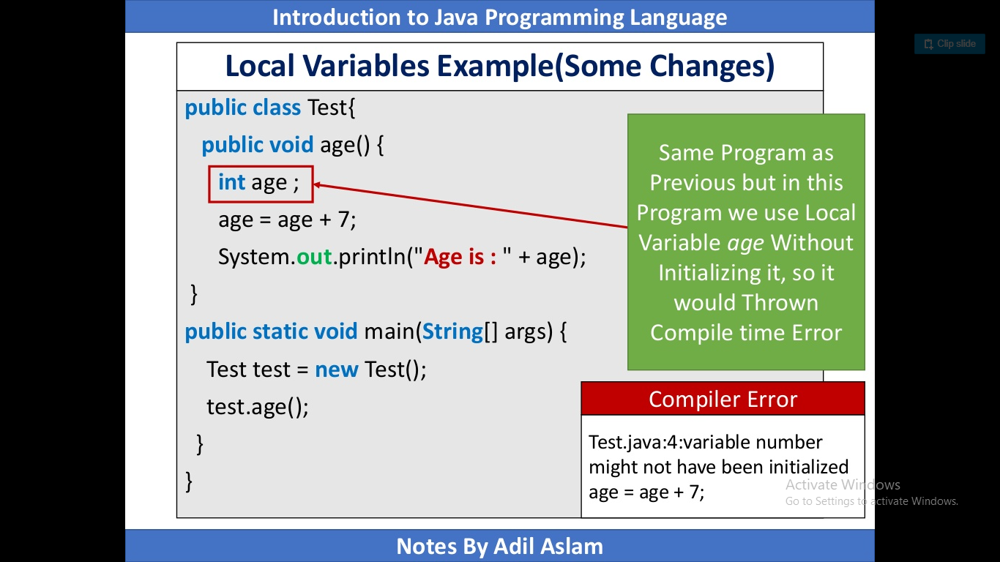 Introduction to Java Programming Language
Clip slide
Local Variables Example(Some Changes)
public class Test{
public void age() {
int age ;
age = age + 7;
System.out.println("Age is : " + age);
}
public static void main(String[] args) {
Test test = new Test();
test.age();
}
}
Same Program as
Previous but in this
Program we use Local
Variable age Without
Initializing it, so it
would Thrown
Compile time Error
Compiler Error
Test.java:4:variable number
might not have been initialized
age = age + 7;
Activate Windows
Go to Settings to activate Windows.
Notes By Adil Aslam